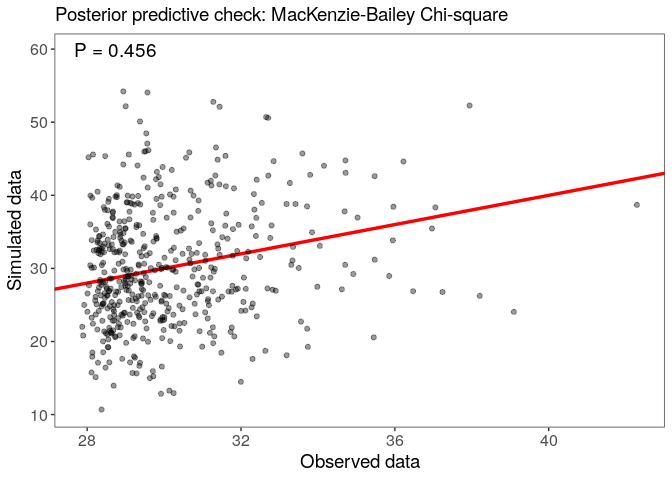 Posterior predictive check: MacKenzie-Bailey Chi-square
P = 0.456
60
50
40
30
20
10
Simulated data
28 32 36 40
Observed data